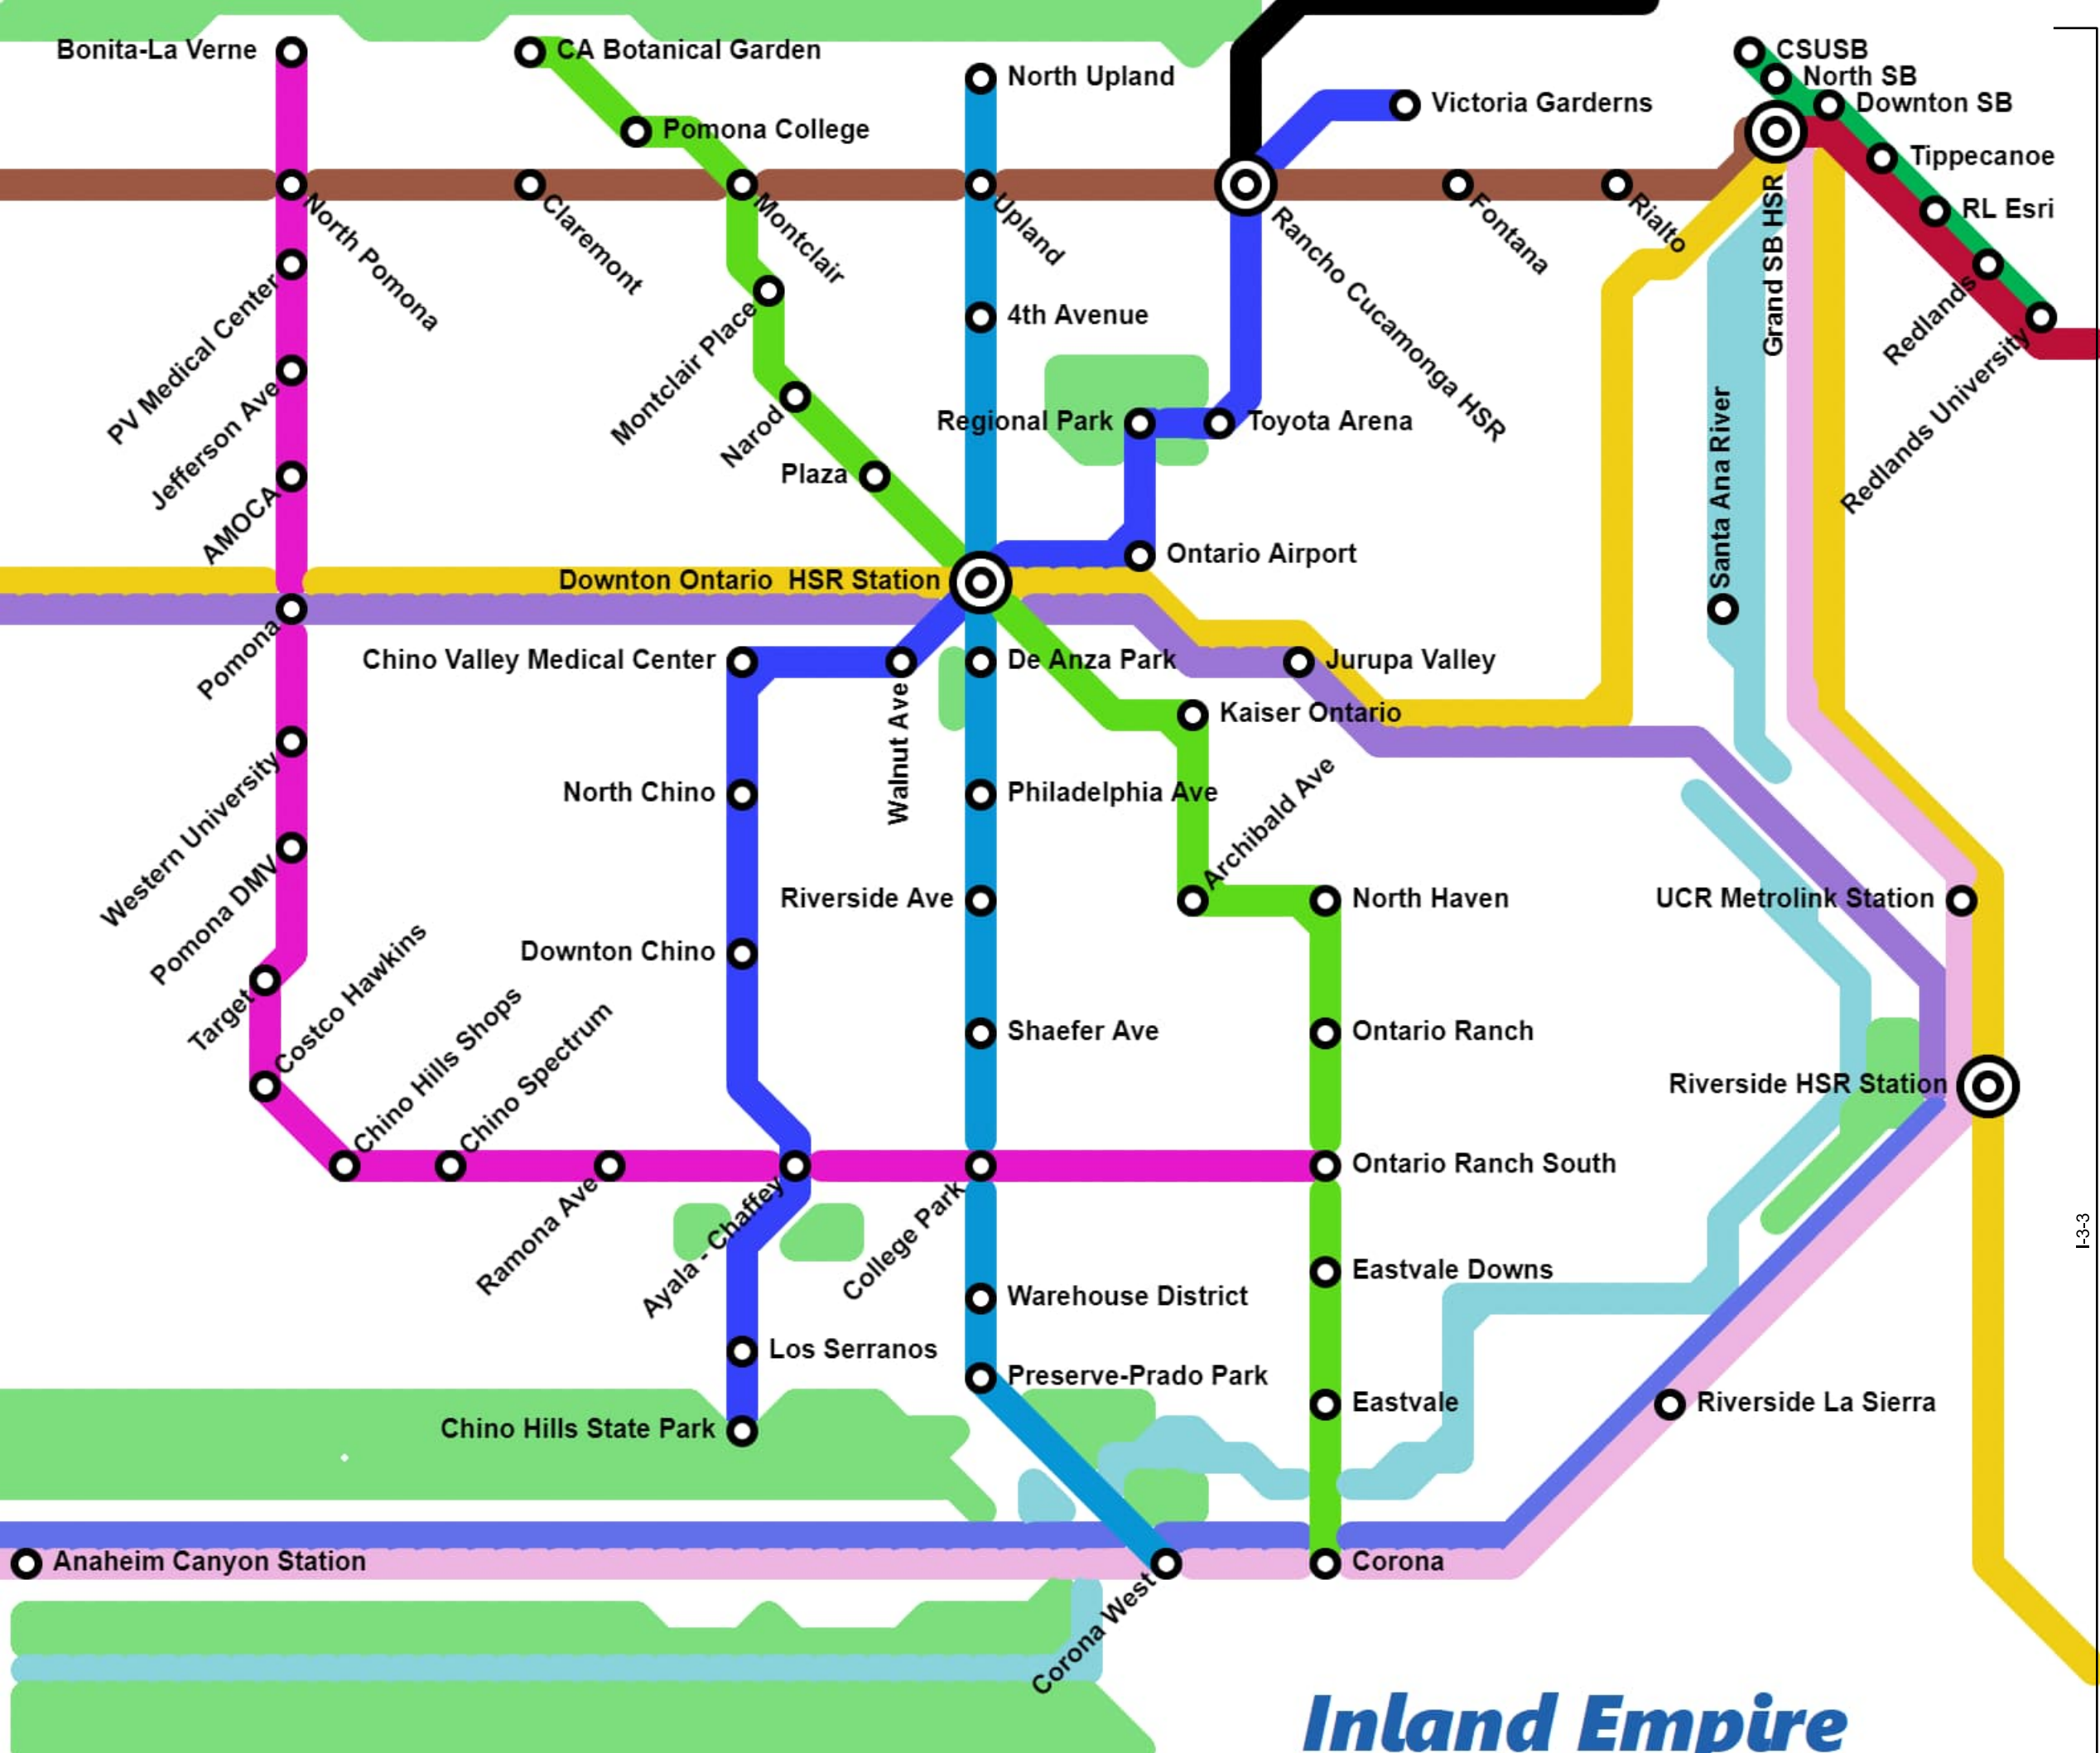 Bonita-La Verne
CA Botanical Garden
CSUSB
North Upland
North SB
Victoria Garderns
Downton SB
Pomona College
Tippecanoe
North Pomona
Claremont
Montclair
Upland
Rancho Cucamonga HSR
Fontana
Rialto
Grand SB HSR
RL Esri
PV Medical Center
Montclair Place
4th Avenue
Redlands
Redlands University
Jefferson Ave
Narod
Regional Park
Toyota Arena
Santa Ana River
AMOCA
Plaza
Ontario Airport
Downton Ontario  HSR Station
Pomona
Chino Valley Medical Center
Walnut Ave
De Anza Park
Jurupa Valley
Kaiser Ontario
Western University
North Chino
Philadelphia Ave
Archibald Ave
Pomona DMV
Riverside Ave
North Haven
UCR Metrolink Station
Downton Chino
Target
Costco Hawkins
Shaefer Ave
Ontario Ranch
Riverside HSR Station
Chino Hills Shops
Chino Spectrum
Ramona Ave
Ayala - Chaffey
College Park
Ontario Ranch South
I-3-3
Eastvale Downs
Warehouse District
Los Serranos
Preserve-Prado Park
Eastvale
Riverside La Sierra
Chino Hills State Park
Anaheim Canyon Station
Corona West
Corona
Inland Empire